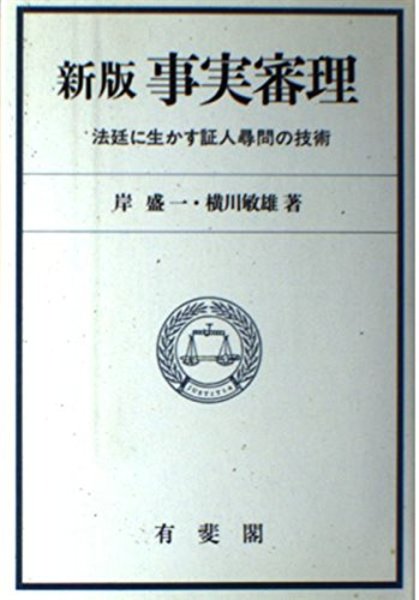 新版 事実審理
法廷に生かす証人尋問の技術
岸 盛一・横川敏雄 著
JUSTITIA
有斐閣